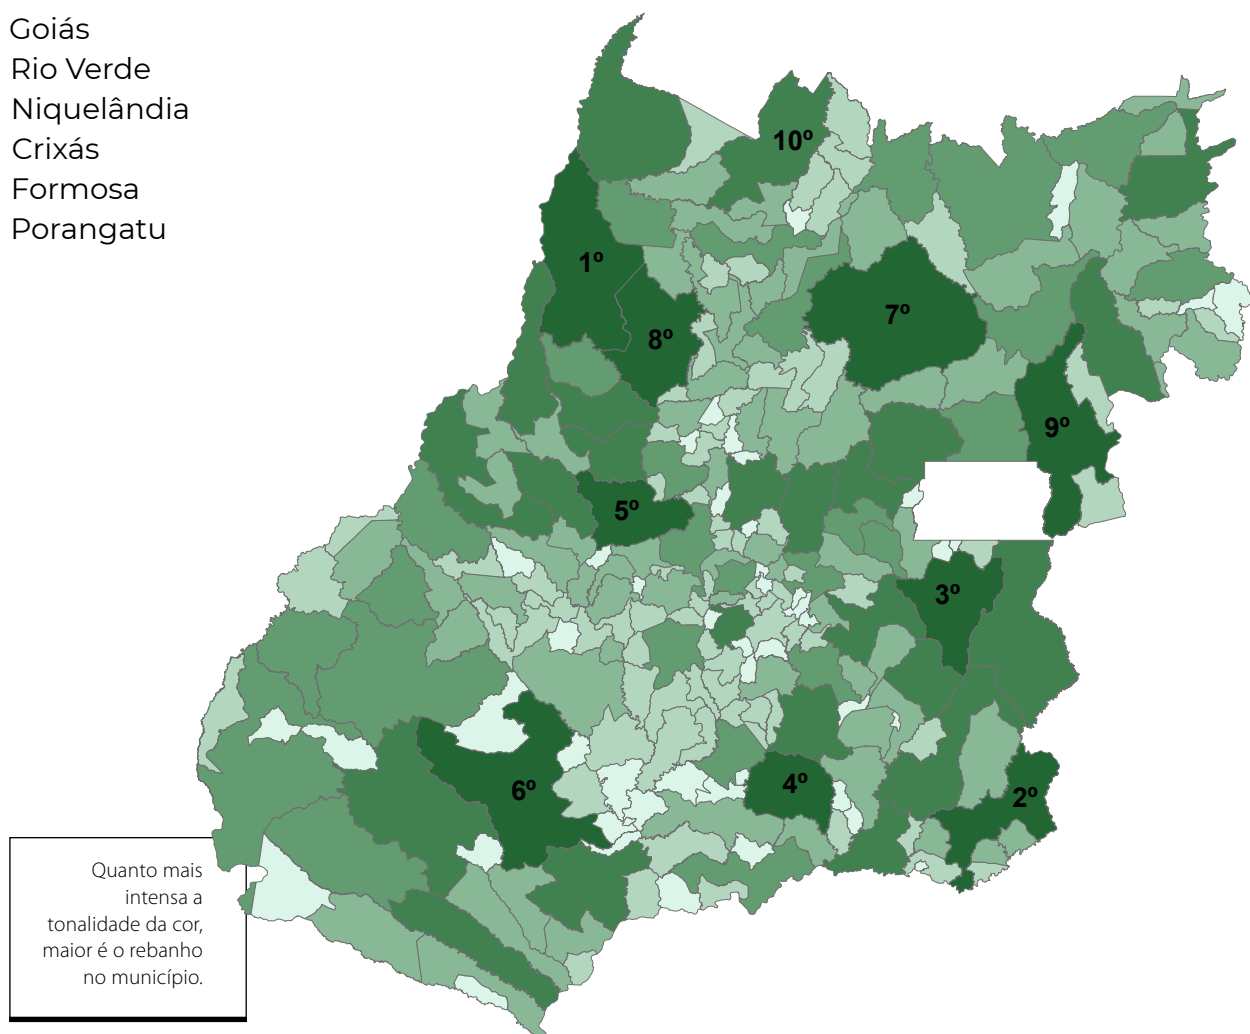 Goiás
Rio Verde
Niquelândia
Crixás
Formosa
Porangatu
10º
1º
7º
8º
9º
5º
3º
6º
4º
2º
Quanto mais
intensa a
tonalidade da cor,
maior é o rebanho
no município.